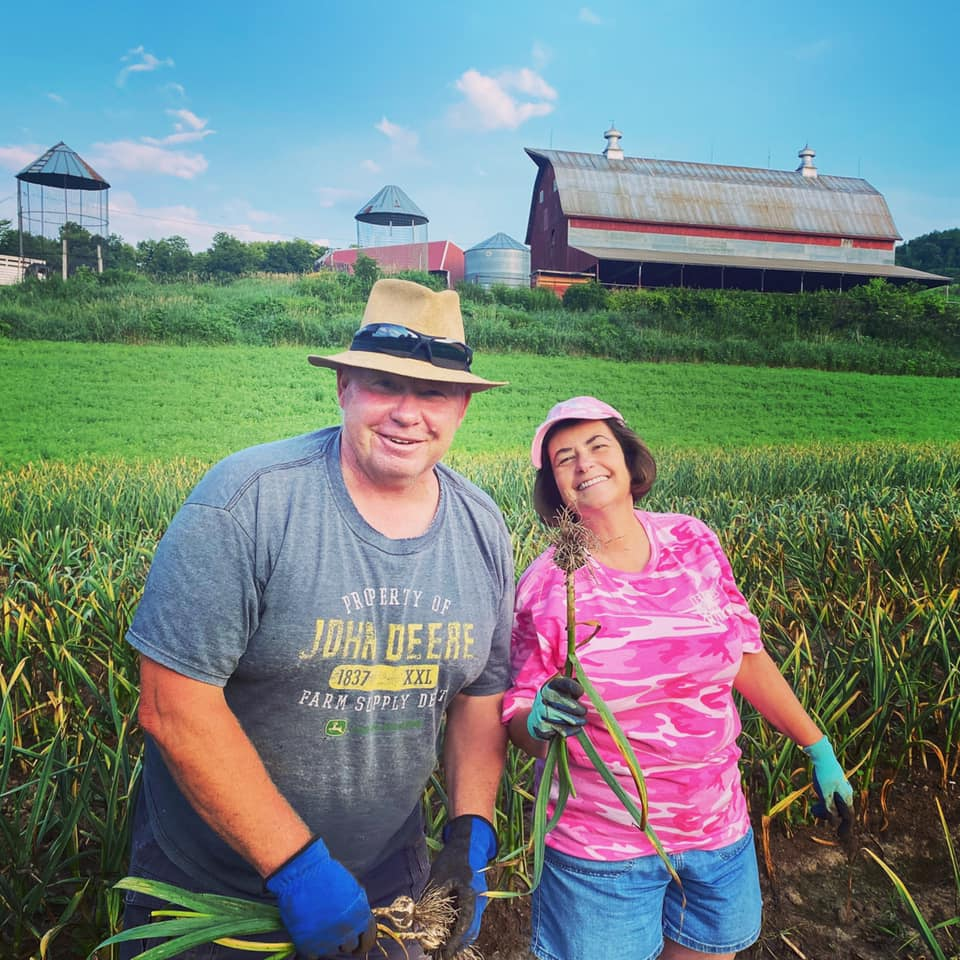 PROPERTY OF
JOHN DEERE
1837 XXL
FARM SUPPLY DEPT